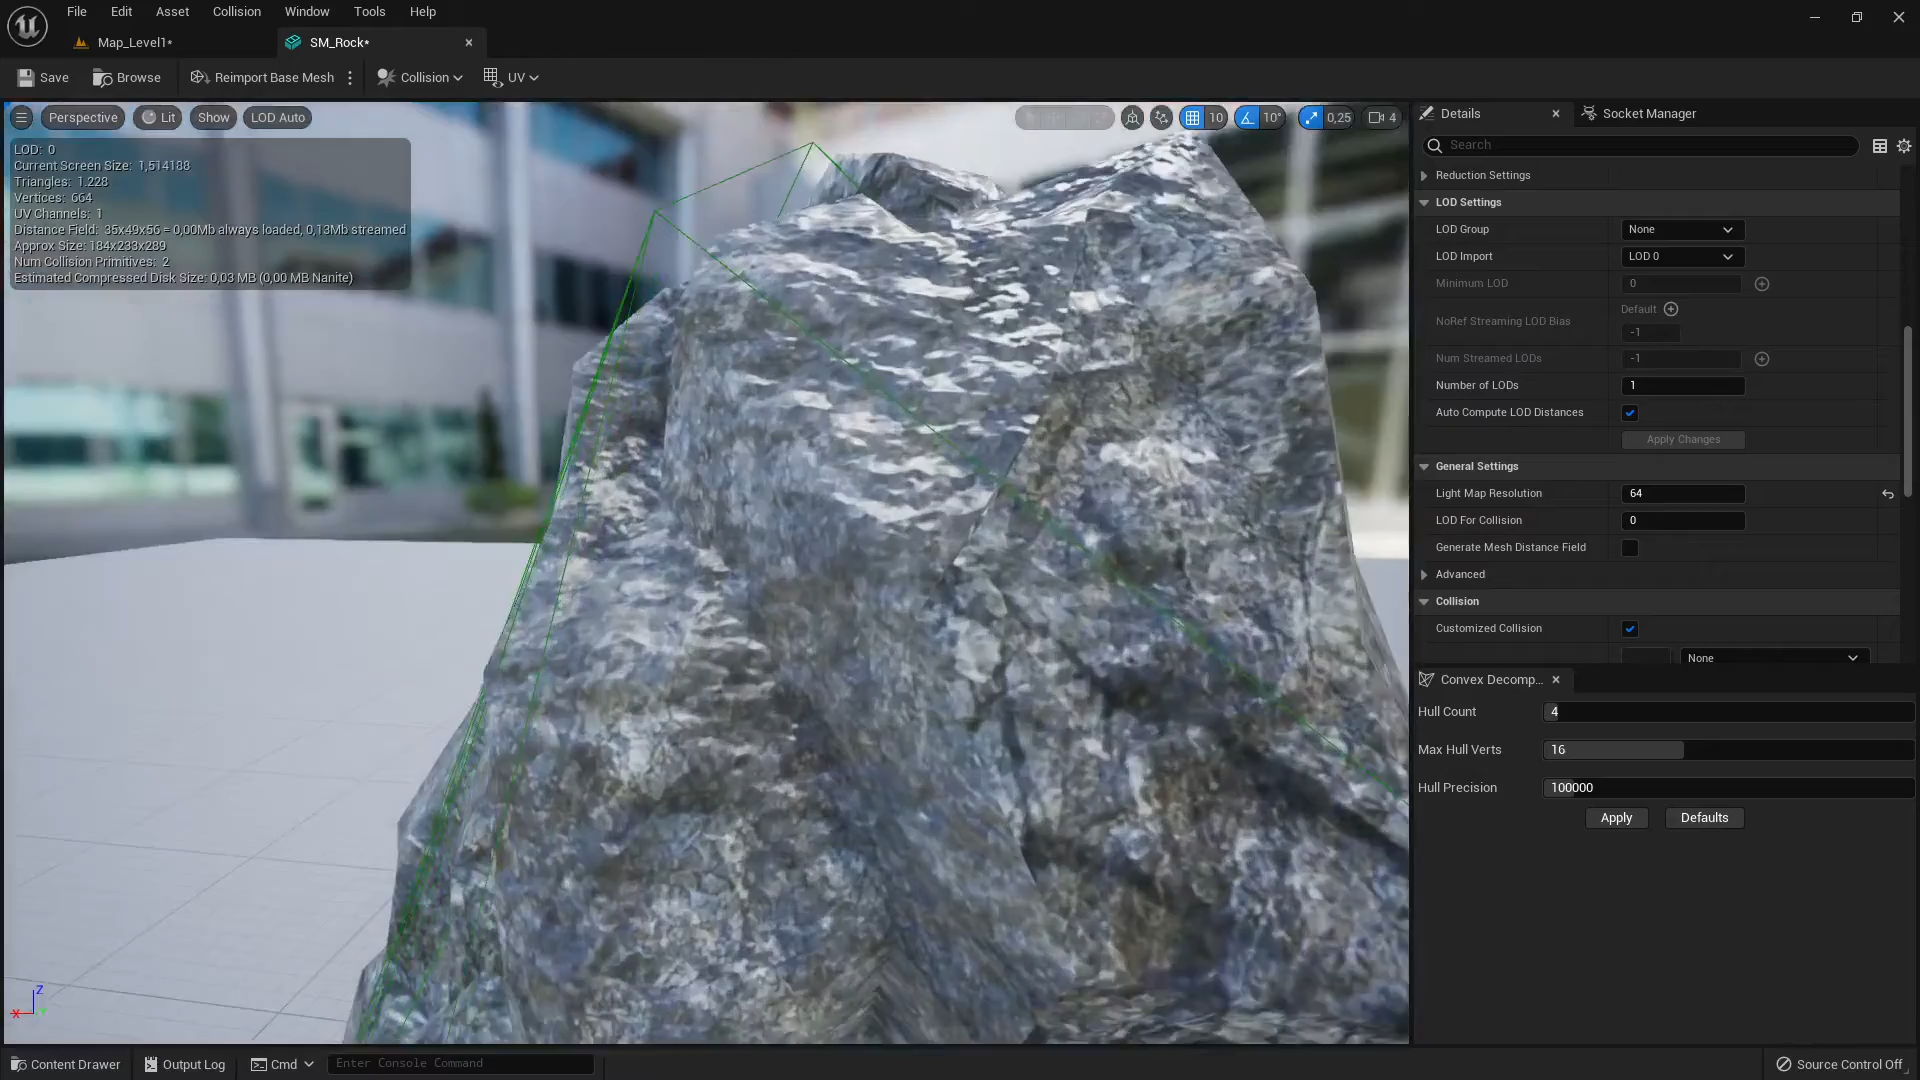 File Edit Asset Collision Window Tools Help
Map_Level1* SM_Rock*
Save Browse Reimport Base Mesh Collision UV
Perspective Lit Show LOD Auto 10 10° 0,25 4
LOD: 0
Current Screen Size: 1,514188
Triangles: 1.228
Vertices: 664
UV Channels: 1
Distance Field: 35x49x56 = 0,00Mb always loaded, 0,13Mb streamed
Approx Size: 184x233x289
Num Collision Primitives: 2
Estimated Compressed Disk Size: 0,03 MB (0,00 MB Nanite)
Z
X
Details Socket Manager
Search
Reduction Settings
LOD Settings
LOD Group None
LOD Import LOD 0
Minimum LOD 0
Default
NoRef Streaming LOD Bias
-1
Num Streamed LODs -1
Number of LODs 1
Auto Compute LOD Distances
Apply Changes
General Settings
Light Map Resolution 64
LOD For Collision 0
Generate Mesh Distance Field
Advanced
Collision
Customized Collision
None
Convex Decomp...
Hull Count 4
Max Hull Verts 16
Hull Precision 100000
Apply Defaults
Content Drawer Output Log Cmd Enter Console Command Source Control Off